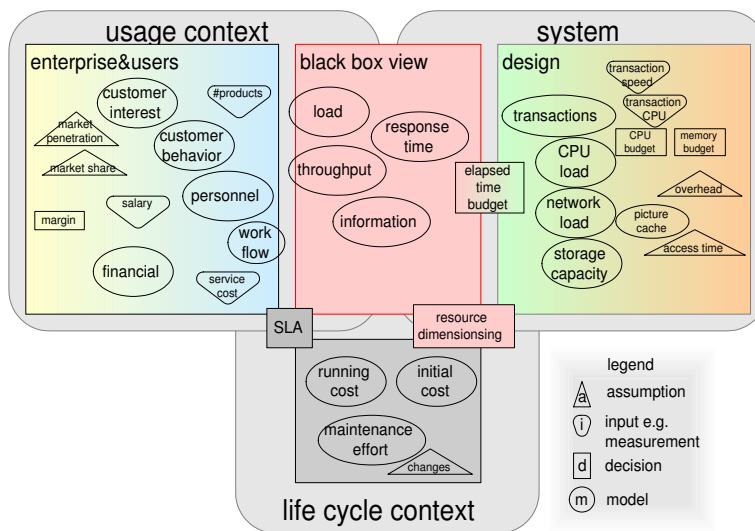 usage context
system
enterprise&users
customer
interest
#products
market
penetration
customer
behavior
market share
personnel
salary
margin
work
flow
financial
service
cost
black box view
load
response
time
throughput
information
elapsed
time
budget
design
transaction
speed
transaction
CPU
transactions
CPU
budget
memory
budget
CPU
load
overhead
network
load
picture
cache
access time
storage
capacity
SLA
resource
dimensionsing
running
cost
initial
cost
maintenance
effort
changes
life cycle context
legend
a
assumption
i
input e.g.
measurement
d
decision
m
model